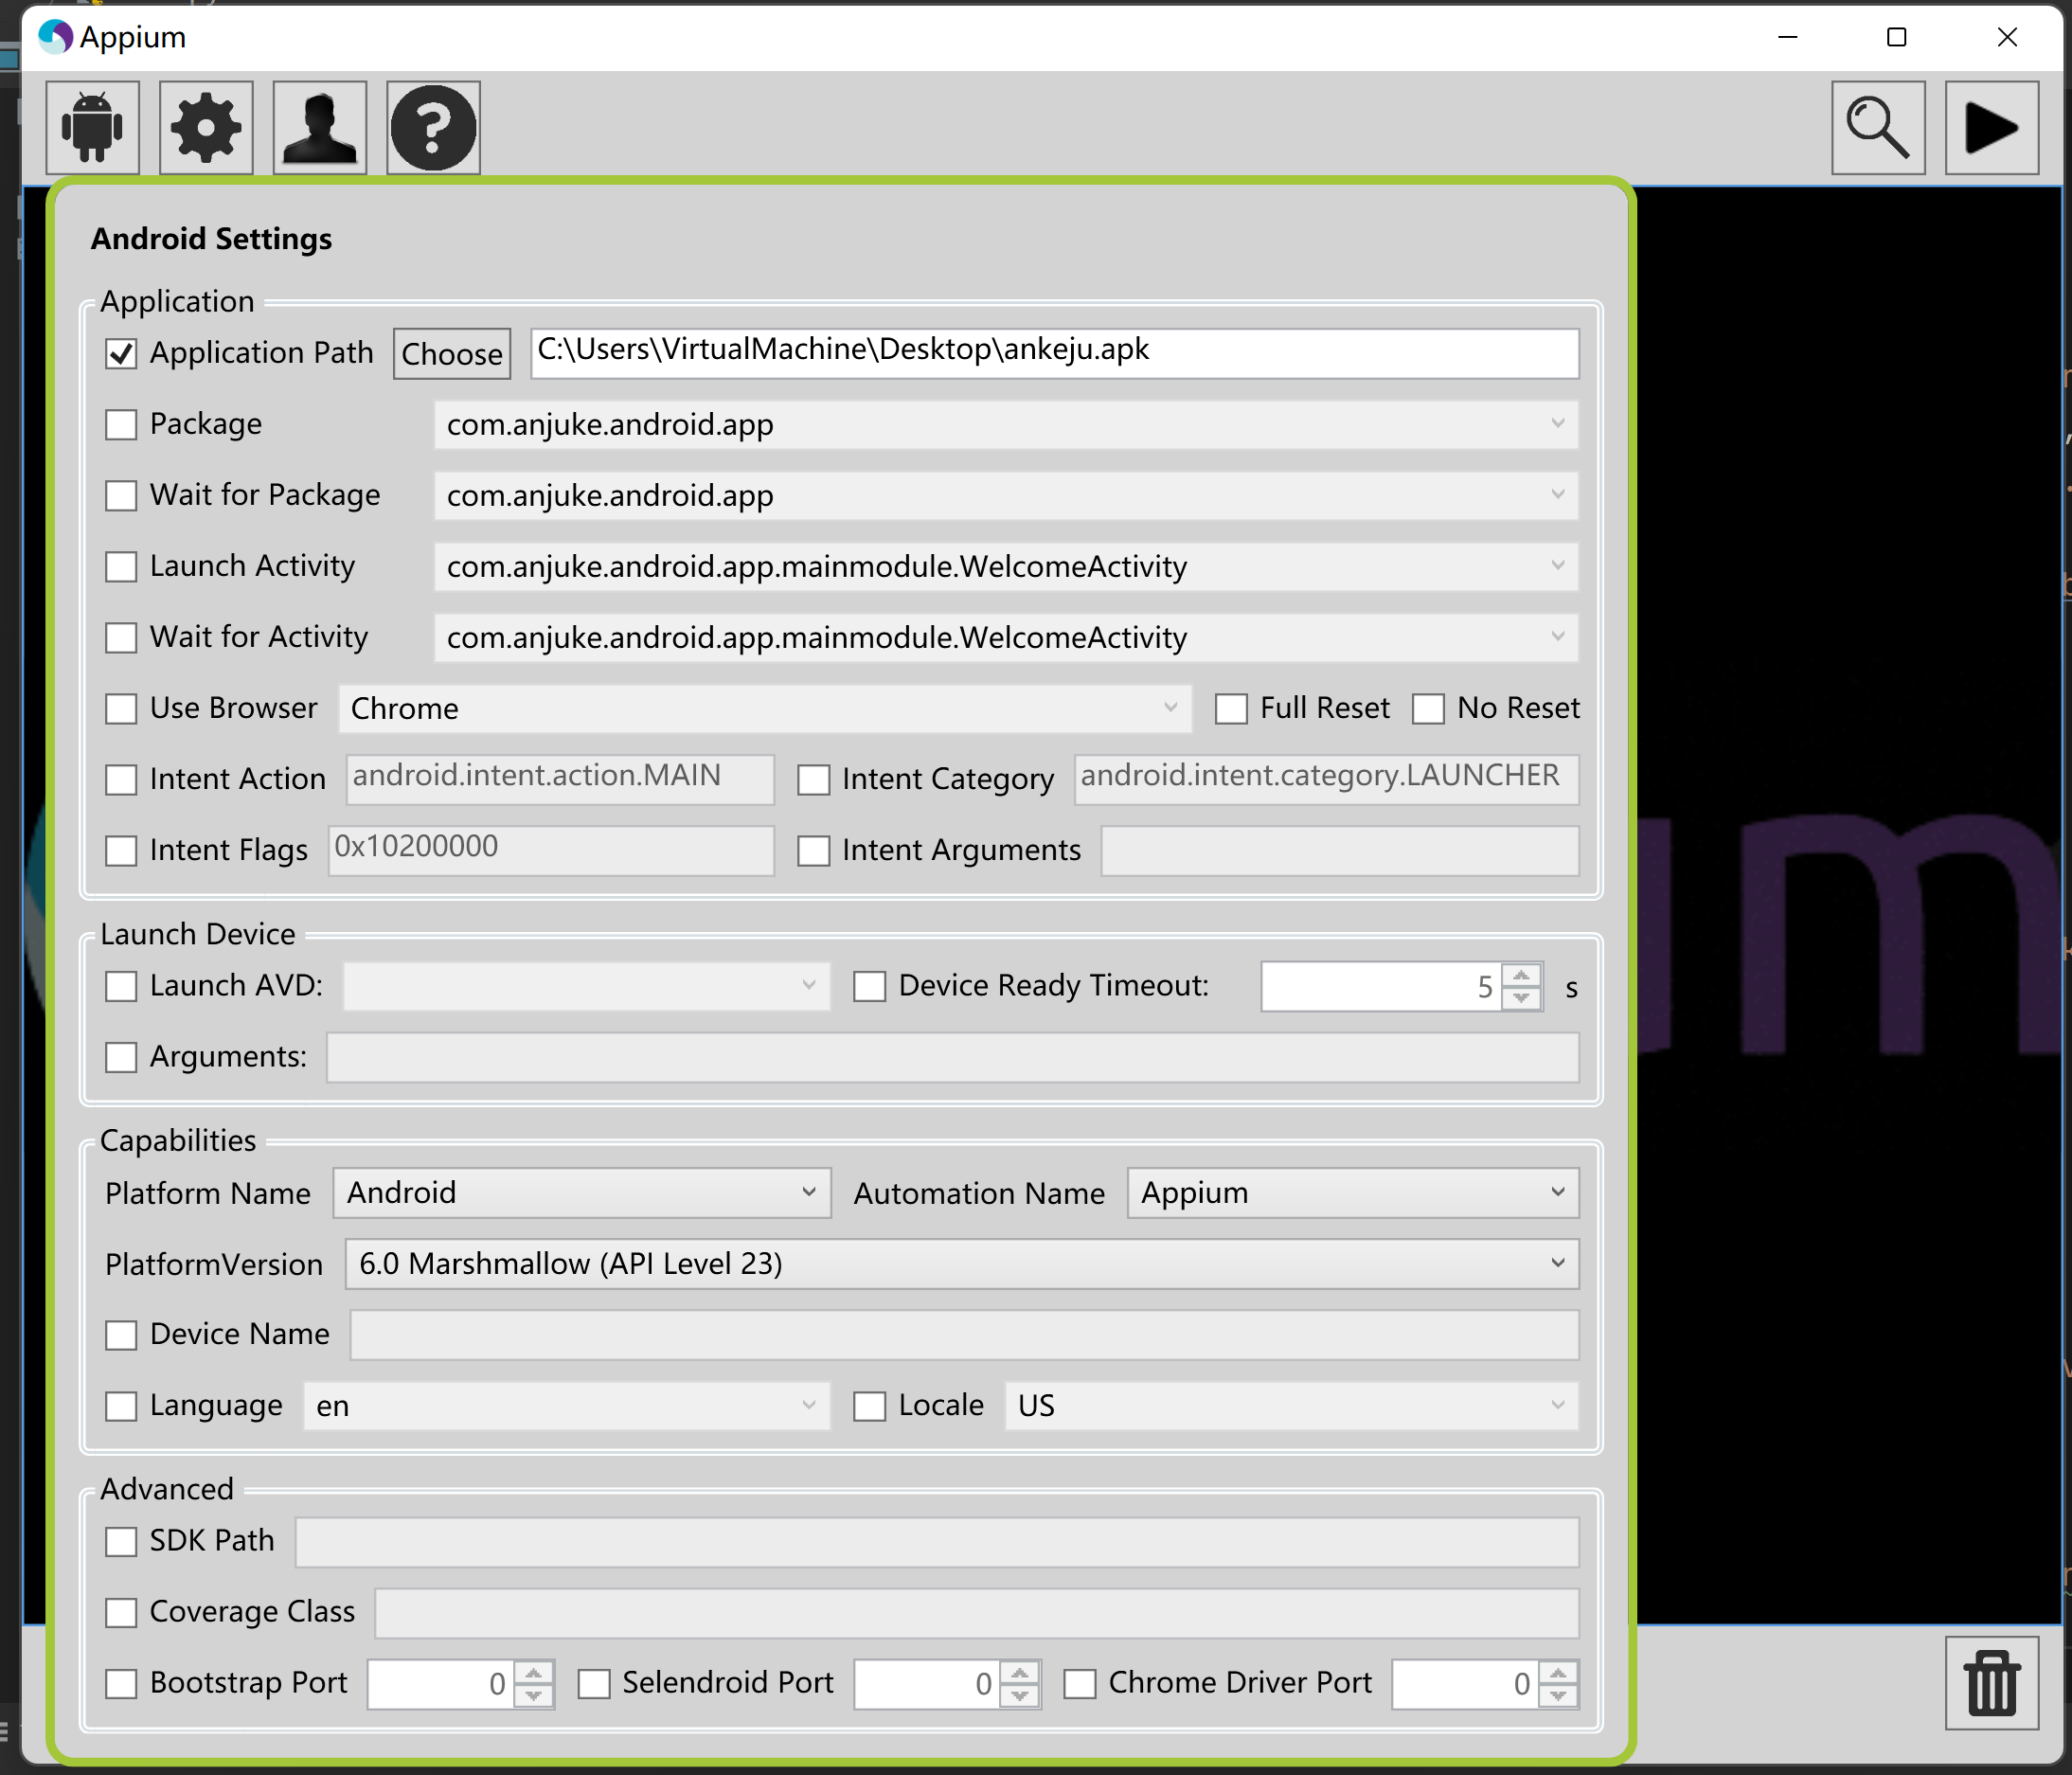 Appium
Android Settings
Application
Application Path Choose C:\Users\VirtualMachine\Desktop\ankeju.apk
Package com.anjuke.android.app
Wait for Package com.anjuke.android.app
Launch Activity com.anjuke.android.app.mainmodule.WelcomeActivity
Wait for Activity com.anjuke.android.app.mainmodule.WelcomeActivity
Use Browser Chrome Full Reset No Reset
Intent Action android.intent.action.MAIN Intent Category android.intent.category.LAUNCHER
Intent Flags 0x10200000 Intent Arguments
um
Launch Device
Launch AVD: Device Ready Timeout: 5 s
Arguments:
Capabilities
Platform Name Android Automation Name Appium
PlatformVersion 6.0 Marshmallow (API Level 23)
Device Name
Language en Locale US
Advanced
SDK Path
Coverage Class
Bootstrap Port 0 Selendroid Port 0 Chrome Driver Port 0